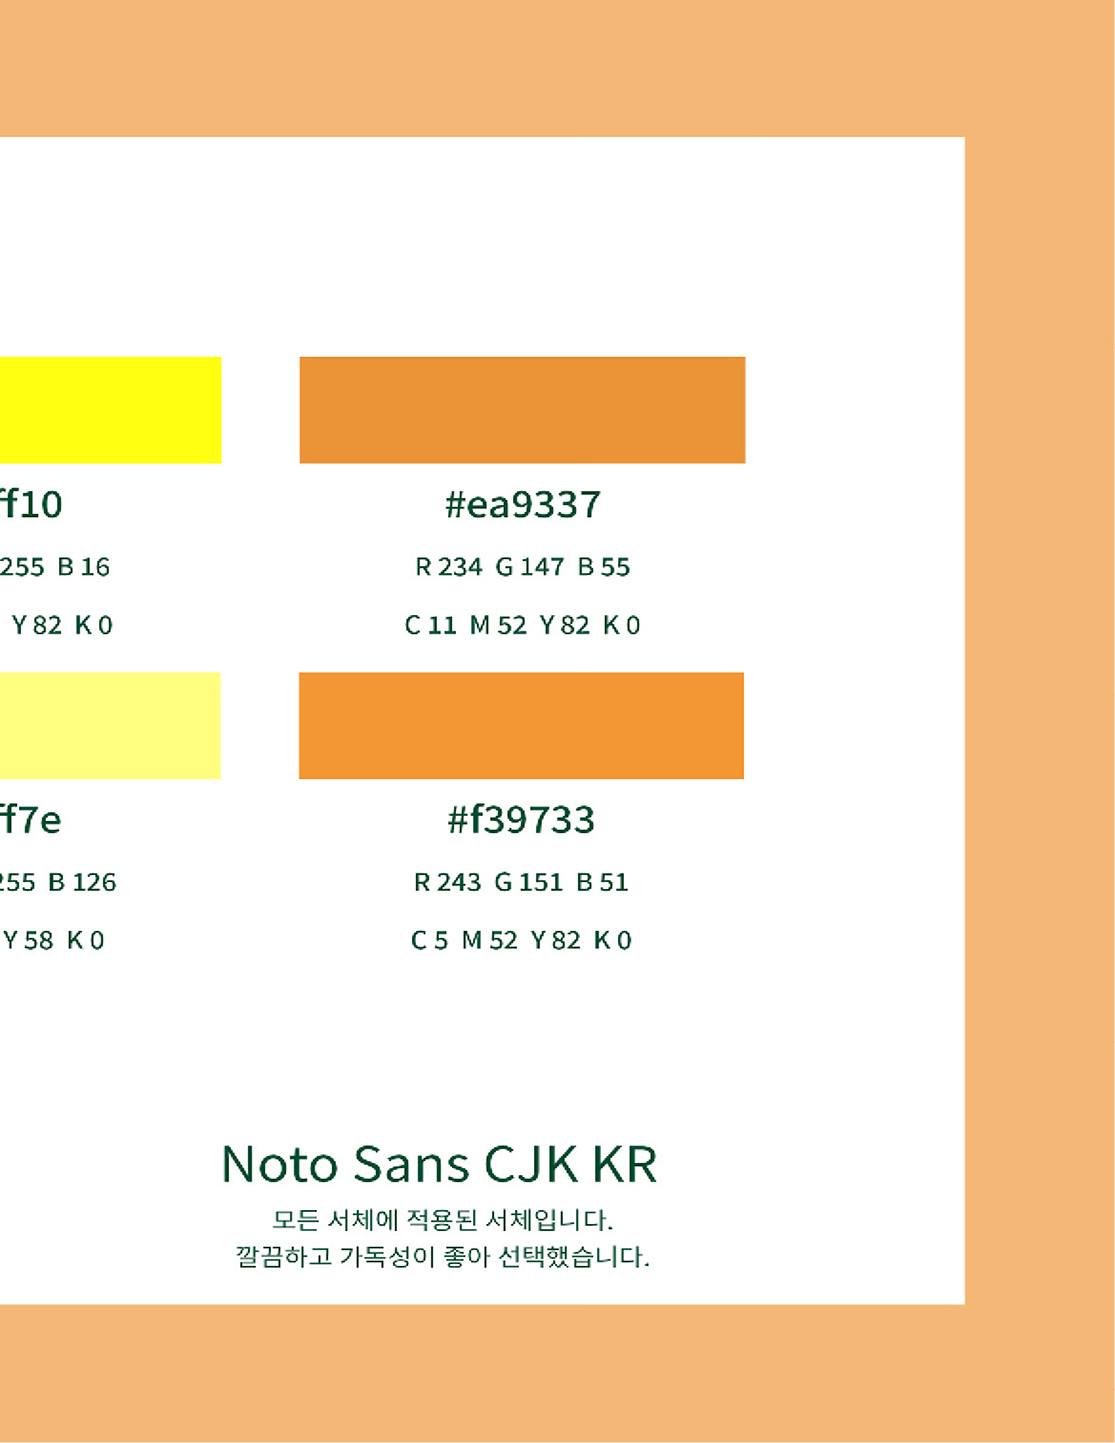 ff10 #ea9337
255 B 16 R 234 G 147 B 55
Y 82 K 0 C 11 M 52 Y 82 K 0
ff7e #f39733
255 B 126 R 243 G 151 B 51
Y 58 K 0 C 5 M 52 Y 82 K 0
Noto Sans CJK KR
모든 서체에 적용된 서체입니다.
깔끔하고 가독성이 좋아 선택했습니다.